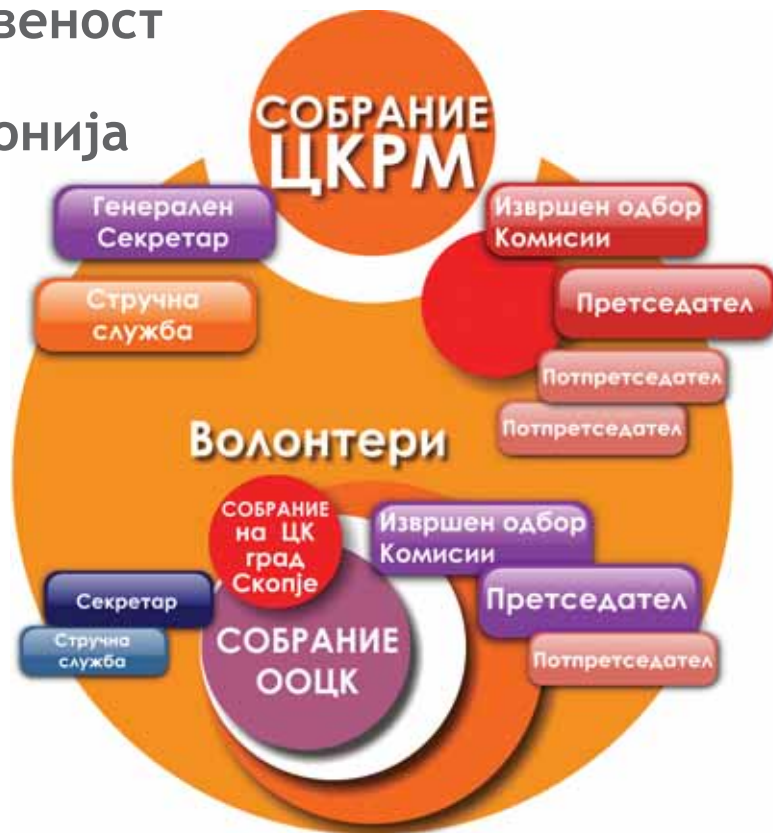 веност
онија
СОБРАНИЕ
ЦКРМ
Генерален
Секретар
Извршен одбор
Комисии
Стручна
служба
Претседател
Потпретседател
Потпретседател
Волонтери
СОБРАНИЕ
на ЦК
град
Скопје
Извршен одбор
Комисии
Секретар
Стручна
служба
Претседател
СОБРАНИЕ
ООЦК
Потпретседател